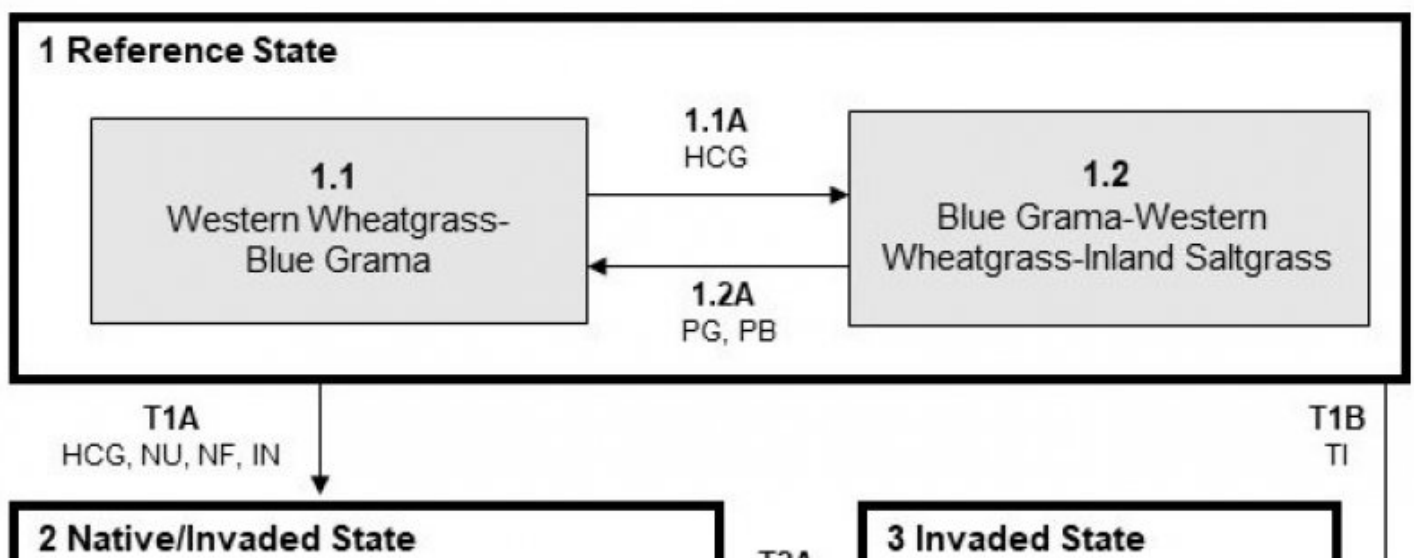 1 Reference State
1.1A
HCG
1.1
Western Wheatgrass-
Blue Grama
1.2
Blue Grama-Western
Wheatgrass-Inland Saltgrass
1.2A
PG, PB
T1A
HCG, NU, NF, IN
T1B
TI
2 Native/Invaded State
3 Invaded State